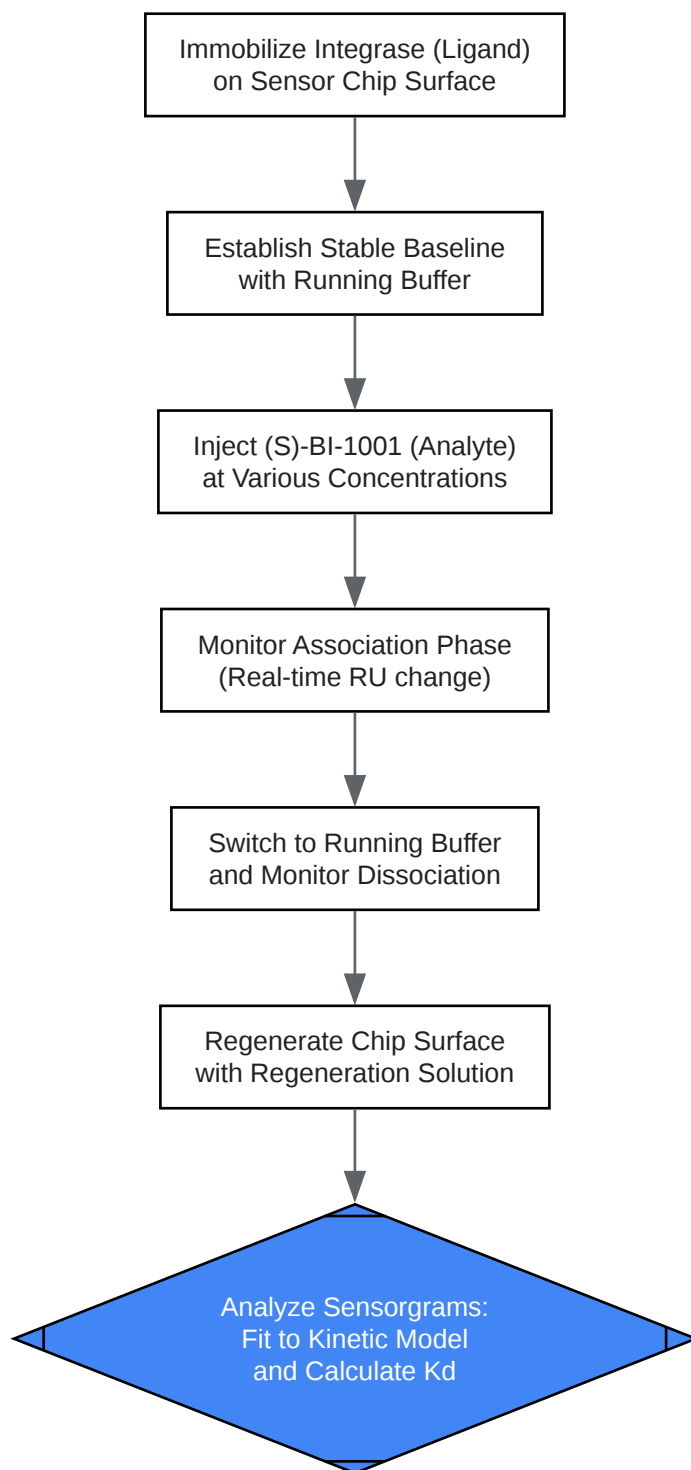 Immobilize Integrase (Ligand)
on Sensor Chip Surface
Establish Stable Baseline
with Running Buffer
Inject (S)-BI-1001 (Analyte)
at Various Concentrations
Monitor Association Phase
(Real-time RU change)
Switch to Running Buffer
and Monitor Dissociation
Regenerate Chip Surface
with Regeneration Solution
Analyze Sensorgrams:
Fit to Kinetic Model
and Calculate Kd